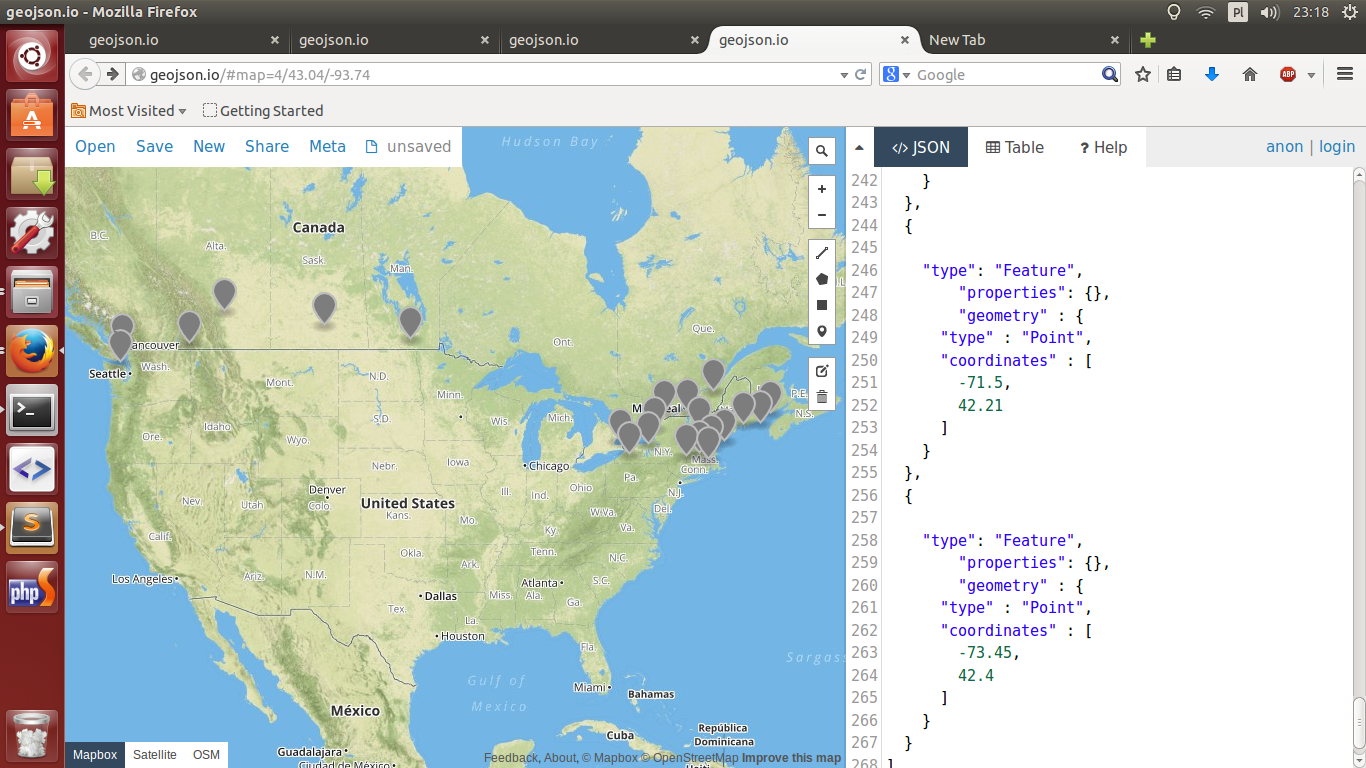 geojson.io - Mozilla Firefox
Pl
23:18
geojson.io
geojson.io
geojson.io
geojson.io
New Tab
geojson.io/#map=4/43.04/-93.74
Google
ABP
Most Visited
Getting Started
Open Save New Share Meta unsaved
</> JSON
Table
? Help
anon | login
Hudson Bay
Canada
B.C.
Alta.
Sask.
Man.
Ont.
Que.
P.E.
N.S.
ancouver
Seattle
Wash.
Mont.
N.D.
Minn.
Ore.
Idaho
Wyo.
S.D.
Wis.
Mich.
N.Y.
Mass.
Conn.
Nebr.
Iowa
Chicago
Pa.
N.J.
Nev.
Utah
Denver
Colo.
United States
Kans.
Ill.
Ind.
Ohio
Del.
Mo.
W.Va.
Va.
Calif.
Ky.
Okla.
Tenn.
N.C.
Los Angeles
Ariz.
N.M.
Ark.
Atlanta
S.C.
Tex.
Dallas
Miss.
Ala.
Ga.
La.
Houston
Fla.
Sargass
Gulf of
Mexico
Miami
Bahamas
México
Cuba
República
Dominicana
Guadalajara
Ciudad de México
Haiti
Mapbox Satellite OSM
Feedback, About, © Mapbox © OpenStreetMap Improve this map
242 }
243 },
244 {
245
246 "type": "Feature",
247 "properties": {},
248 "geometry" : {
249 "type" : "Point",
250 "coordinates" : [
251 -71.5,
252 42.21
253 ]
254 }
255 },
256 {
257
258 "type": "Feature",
259 "properties": {},
260 "geometry" : {
261 "type" : "Point",
262 "coordinates" : [
263 -73.45,
264 42.4
265 ]
266 }
267 }
268 ]